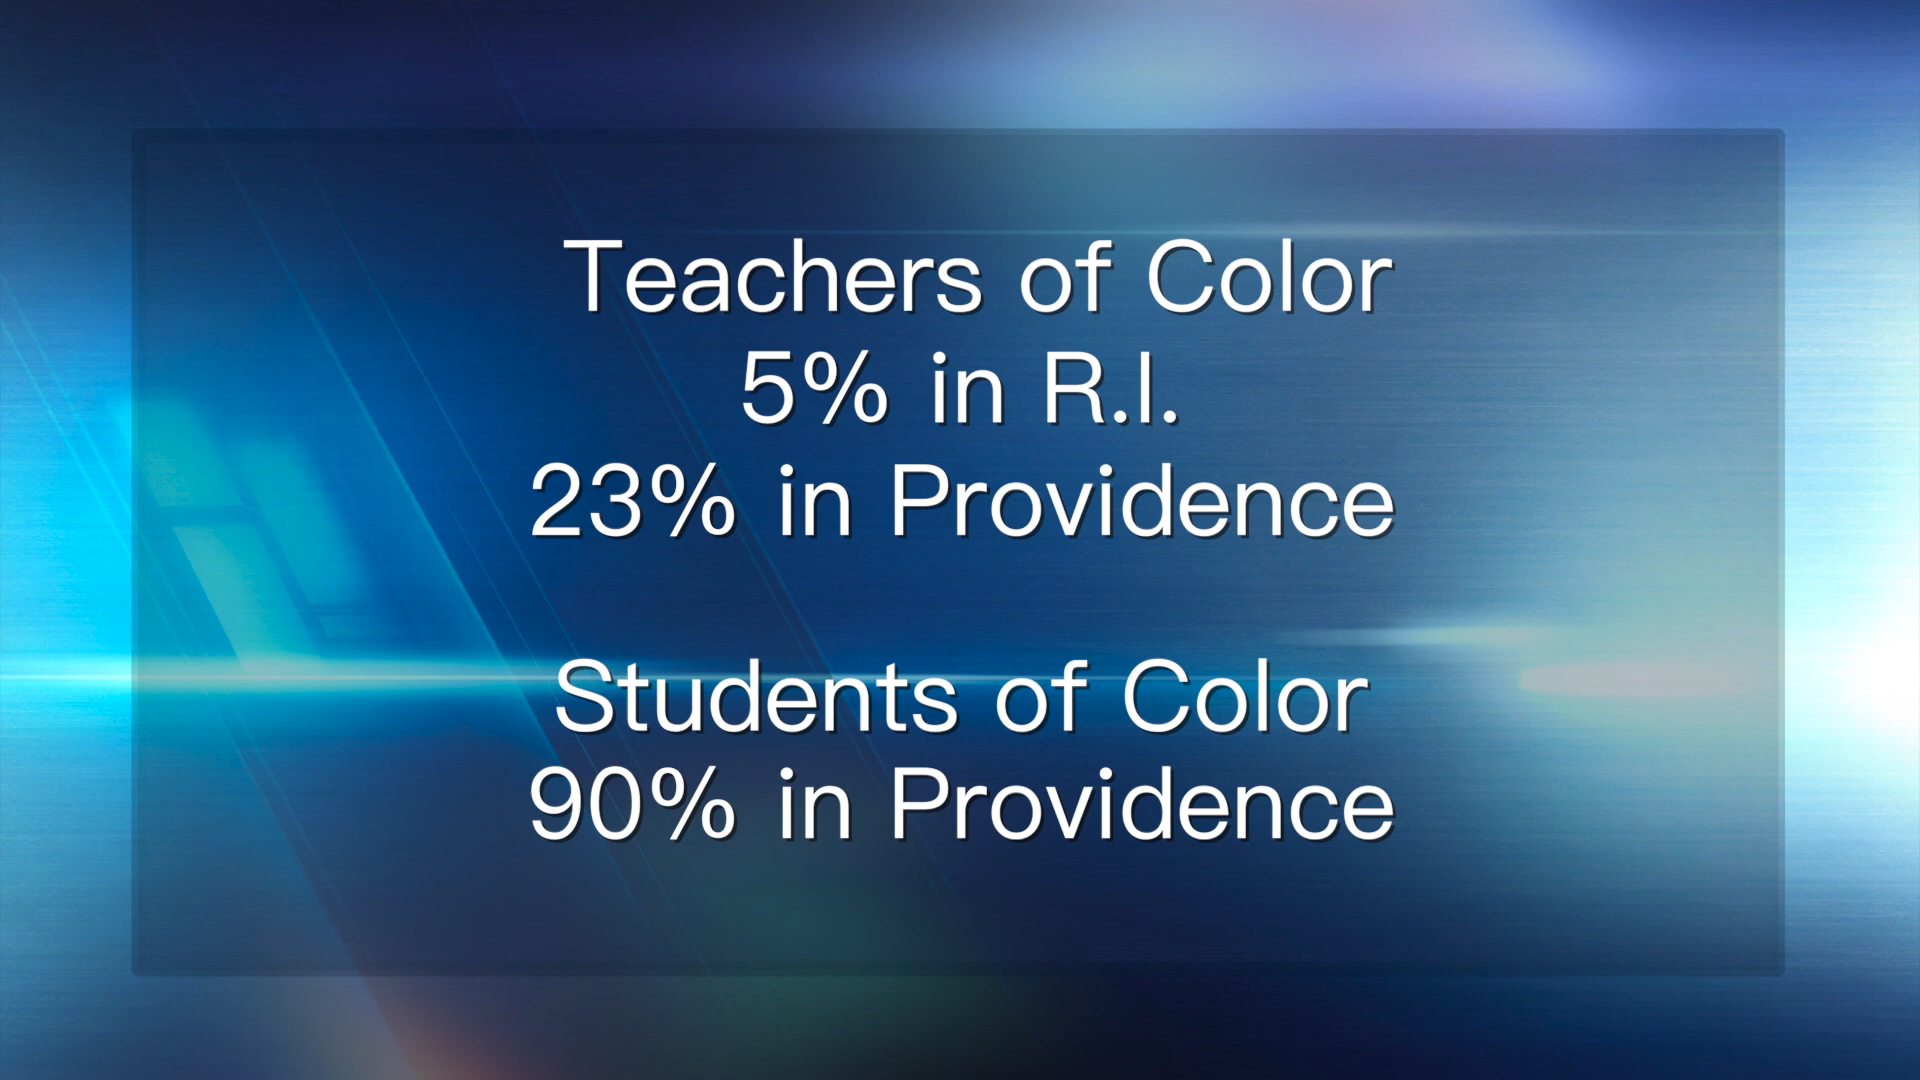 Teachers of Color
5% in R.I.
23% in Providence
Students of Color
90% in Providence